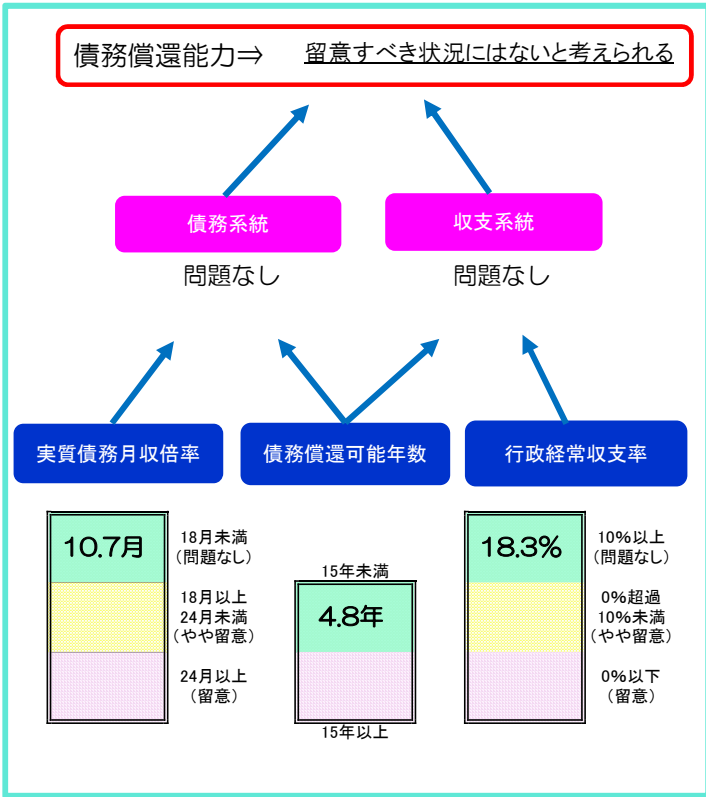 債務償還能力⇒ 留意すべき状況にはないと考えられる
債務系統
収支系統
問題なし
問題なし
実質債務月収倍率
債務償還可能年数
行政経常収支率
10.7月
18月未満
(問題なし)
18月以上
24月未満
(やや留意)
24月以上
(留意)
15年未満
4.8年
15年以上
18.3%
10%以上
(問題なし)
0%超過
10%未満
(やや留意)
0%以下
(留意)